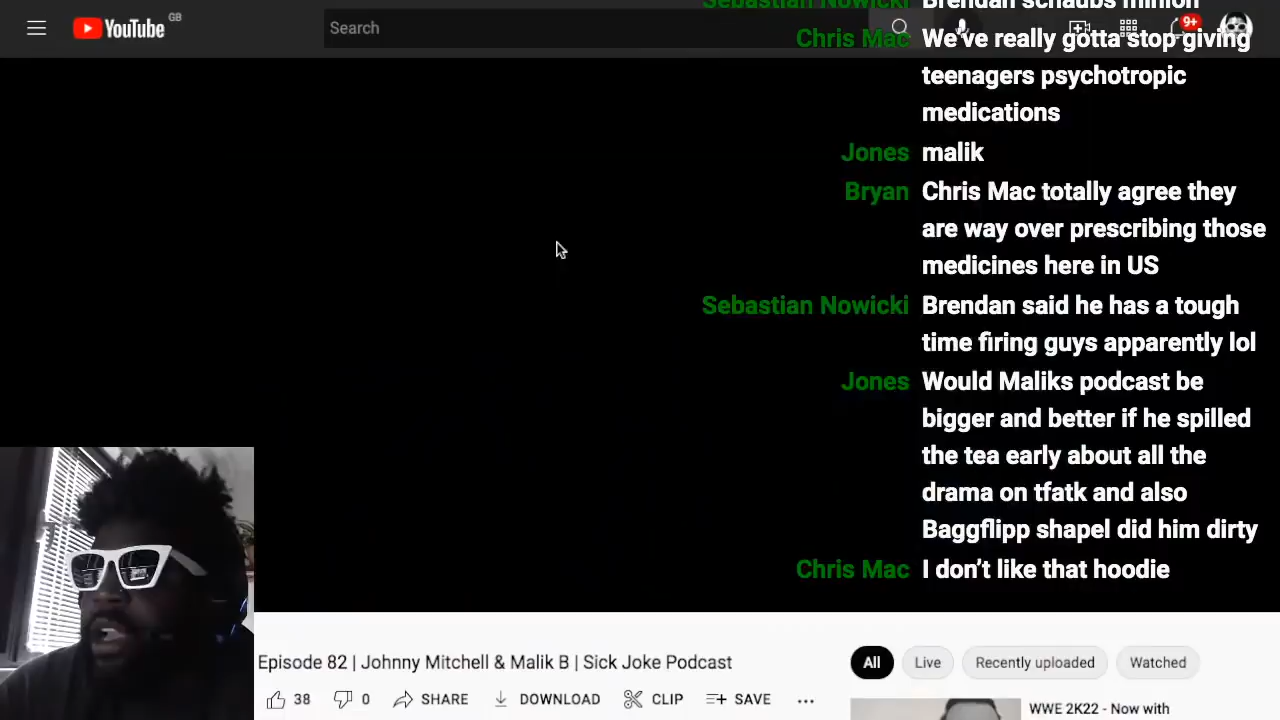 Sebastian Nowicki Brendan schaubs minion
YouTube GB
Search
9+
Chris Mac We've really gotta stop giving
teenagers psychotropic
medications
Jones malik
Bryan Chris Mac totally agree they
are way over prescribing those
medicines here in US
Sebastian Nowicki Brendan said he has a tough
time firing guys apparently lol
Jones Would Maliks podcast be
bigger and better if he spilled
the tea early about all the
drama on tfatk and also
Baggflipp shapel did him dirty
Chris Mac I don't like that hoodie
Episode 82 | Johnny Mitchell & Malik B | Sick Joke Podcast
38 0 SHARE DOWNLOAD CLIP SAVE
All Live Recently uploaded Watched
WWE 2K22 - Now with